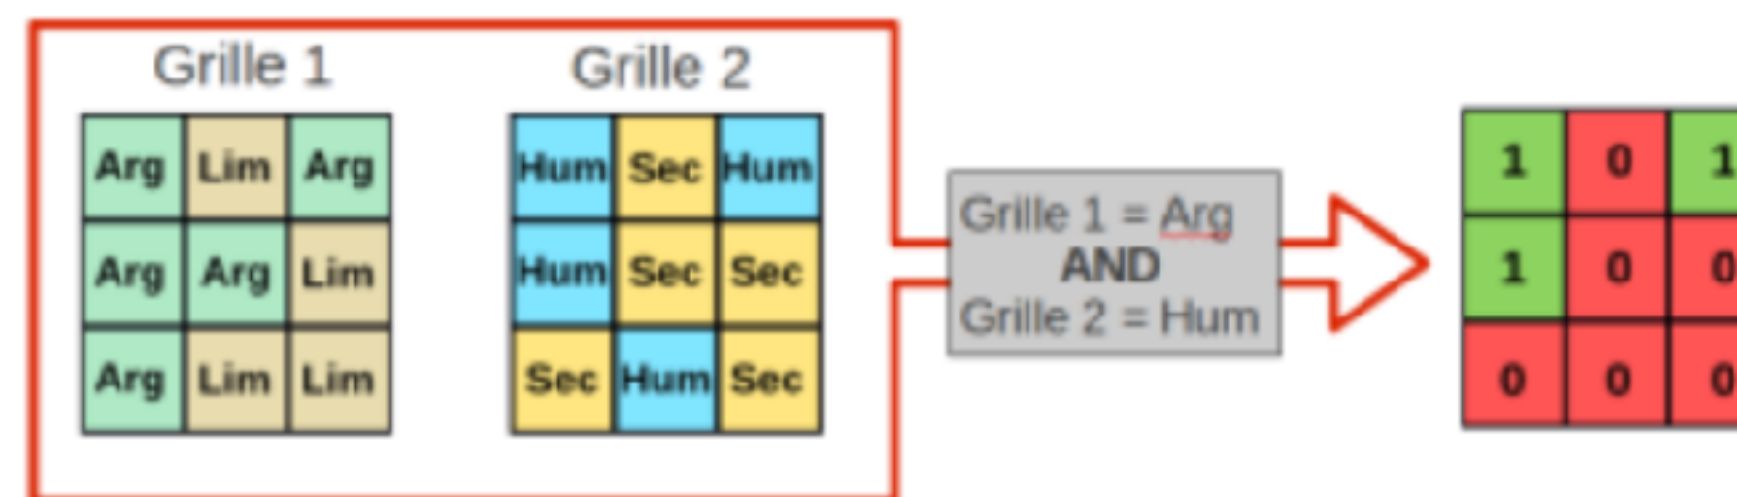 Grille 1
Arg Lim Arg
Arg Arg Lim
Arg Lim Lim
Grille 2
Hum Sec Hum
Hum Sec Sec
Sec Hum Sec
Grille 1 = Arg
AND
Grille 2 = Hum
1 0 1
1 0 0
0 0 0